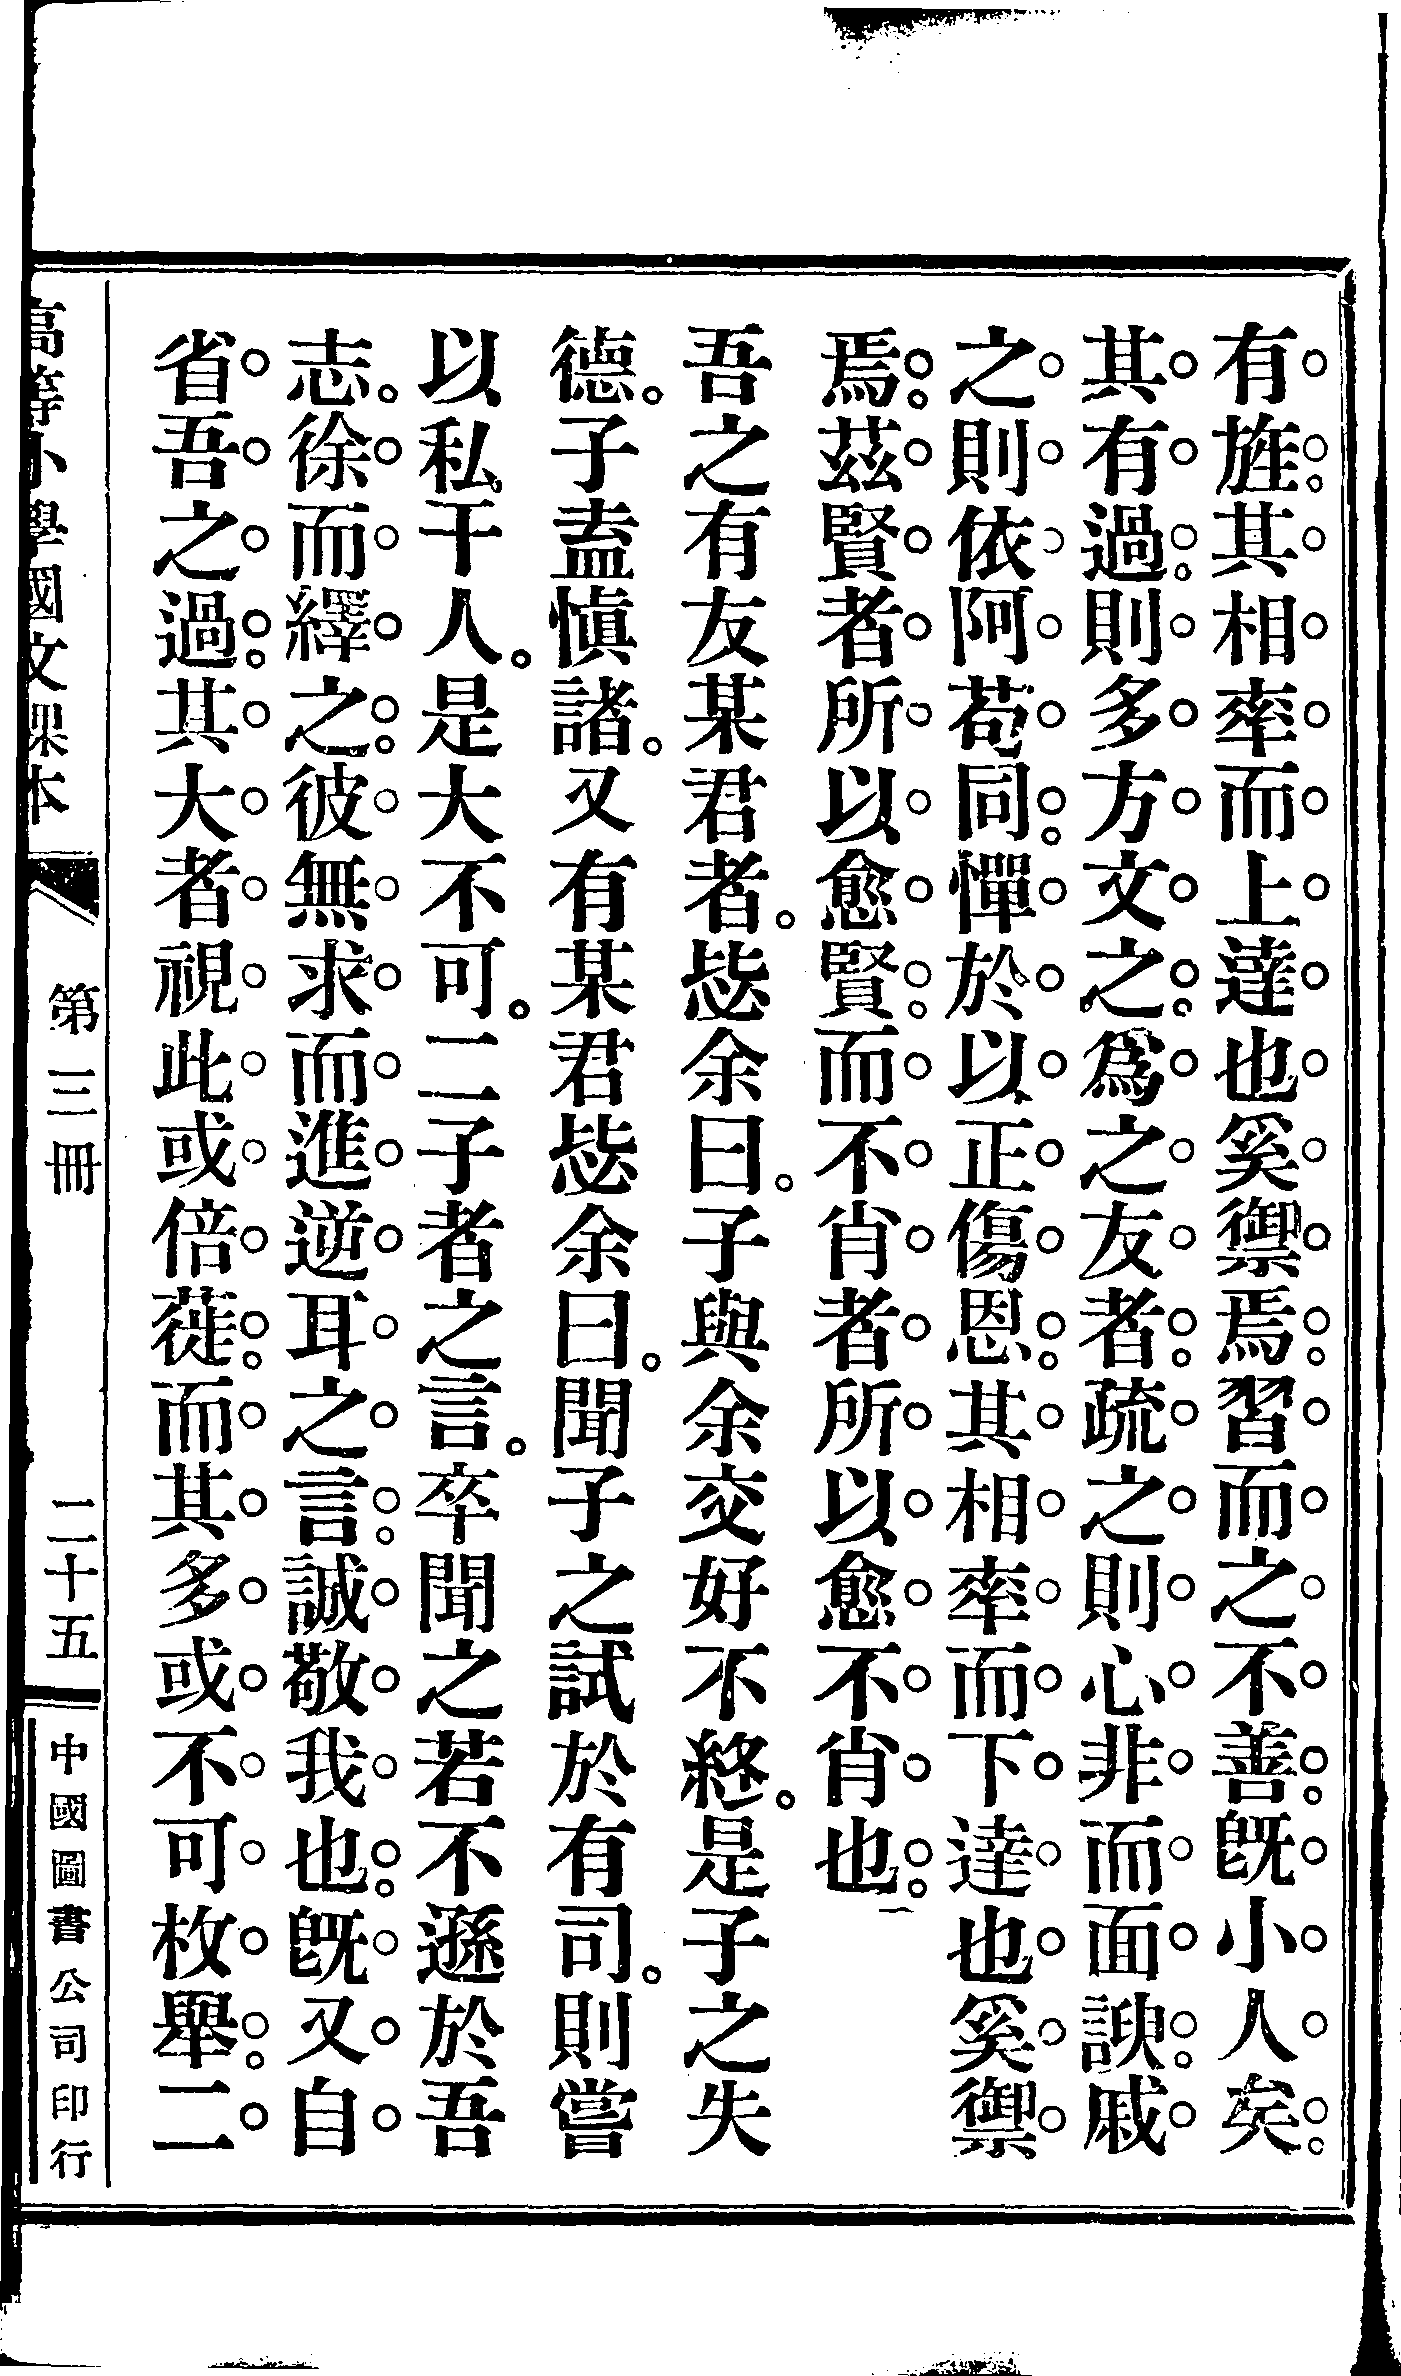 有旌。其相率而上達也奚禦焉。習而之不善。旣小人矣。
其有過。則多方文之。爲之友者。疏之則心非而面諛。戚
之則依阿苟同。憚於以正傷恩。其相率而下達也奚禦
焉。茲賢者所以愈賢。而不肖者所以愈不肖也。
吾之有友某君者。毖余曰。子與余交好不終。是子之失
德。子盍愼諸。又有某君毖余曰。聞子之試於有司。則嘗
以私干人。是大不可。二子者之言。卒聞之若不遜於吾
志。徐而繹之。彼無求而進逆耳之言。誠敬我也。旣又自
省吾之過。其大者視此或倍蓰。而其多或不可枚舉。二
高等小學國文課本
第三冊
二十五
中國圖書公司印行